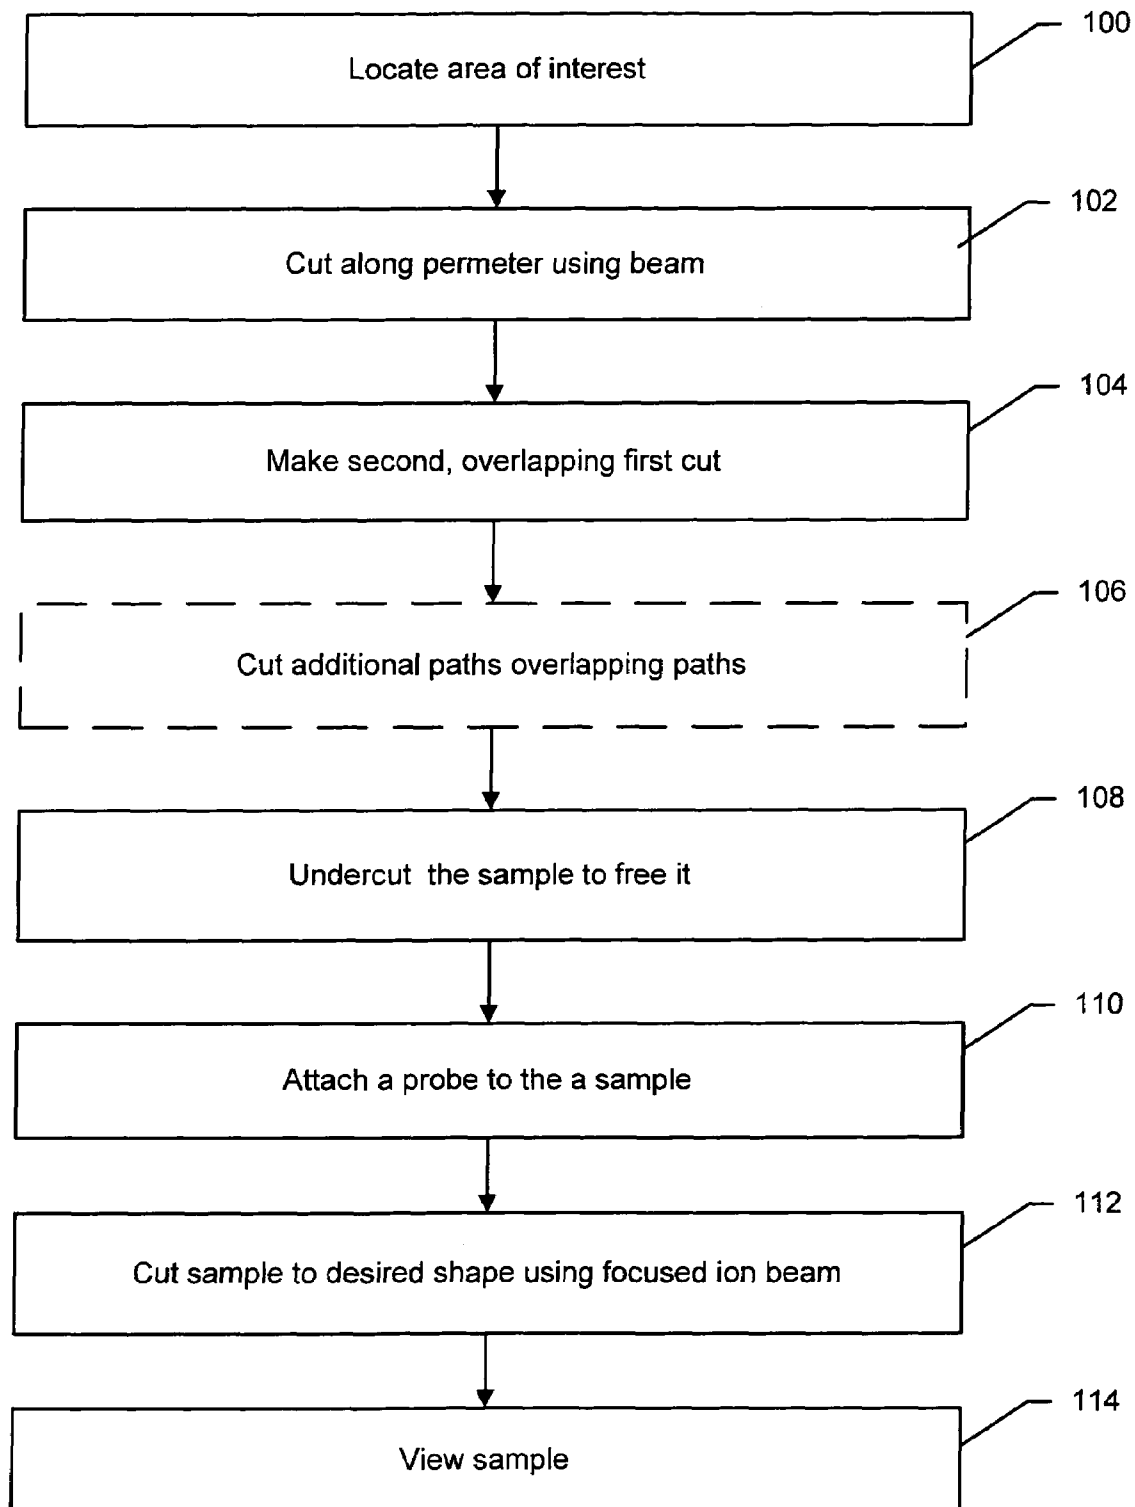 100
Locate area of interest
102
Cut along permeter using beam
104
Make second, overlapping first cut
106
Cut additional paths overlapping paths
108
Undercut the sample to free it
110
Attach a probe to the a sample
112
Cut sample to desired shape using focused ion beam
114
View sample